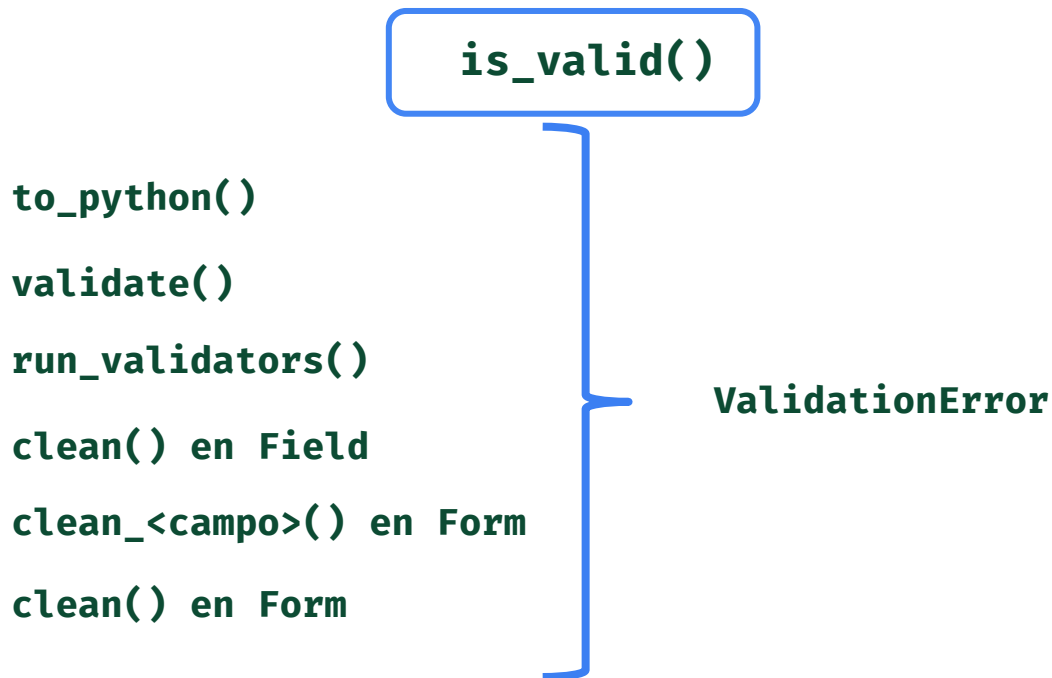 is_valid()
to_python()
validate()
run_validators()
ValidationError
clean() en Field
clean_<campo>() en Form
clean() en Form